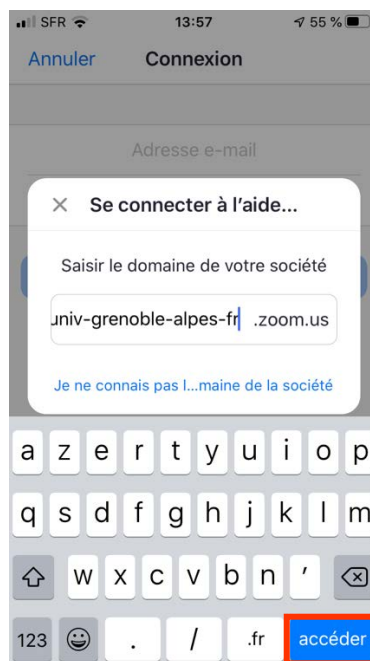 SFR 13:57 55 %
Annuler Connexion
Adresse e-mail
× Se connecter à l'aide...
Saisir le domaine de votre société
univ-grenoble-alpes-fr .zoom.us
Je ne connais pas l...maine de la société
a z e r t y u i o p
q s d f g h j k l m
w x c v b n '
123 . / .fr accéder